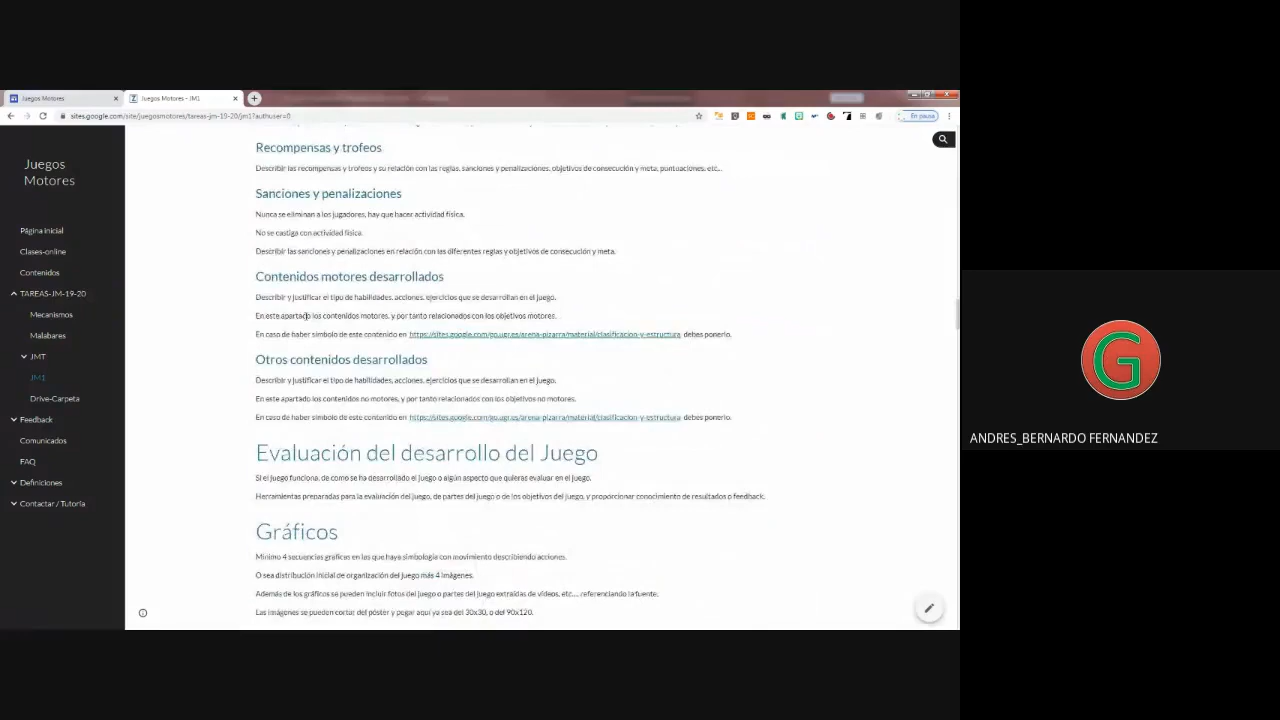 Juegos Motores
Juegos Motores - JM1
sites.google.com/site/juegosmotores/tareas-jm-19-20/jm1?authuser=0
En pausa
Juegos
Motores
Página inicial
Clases-online
Contenidos
TAREAS-JM-19-20
Mecanismos
Malabares
JMT
JM1
Drive-Carpeta
Feedback
Comunicados
FAQ
Definiciones
Contactar / Tutoria
Recompensas y trofeos
Describir las recompensas y trofeos y su relación con las reglas, sanciones y penalizaciones, objetivos de consecución y meta, puntuaciones, etc...
Sanciones y penalizaciones
Nunca se eliminan a los jugadores, hay que hacer actividad física.
No se castiga con actividad física.
Describir las sanciones y penalizaciones en relación con las diferentes reglas y objetivos de consecución y meta.
Contenidos motores desarrollados
Describir y justificar el tipo de habilidades, acciones, ejercicios que se desarrollan en el juego.
En este apartado los contenidos motores, y por tanto relacionados con los objetivos motores.
En caso de haber símbolo de este contenido en https://sites.google.com/go.ugr.es/arena-pizarra/material/clasificacion-y-estructura debes ponerlo.
Otros contenidos desarrollados
Describir y justificar el tipo de habilidades, acciones, ejercicios que se desarrollan en el juego.
En este apartado los contenidos no motores, y por tanto relacionados con los objetivos no motores.
En caso de haber símbolo de este contenido en https://sites.google.com/go.ugr.es/arena-pizarra/material/clasificacion-y-estructura debes ponerlo.
Evaluación del desarrollo del Juego
Si el juego funciona, de como se ha desarrollado el juego o algún aspecto que quieras evaluar en el juego.
Herramientas preparadas para la evaluación del juego, de partes del juego o de los objetivos del juego, y proporcionar conocimiento de resultados o feedback.
Gráficos
Mínimo 4 secuencias gráficas en las que haya simbología con movimiento describiendo acciones.
O sea distribución inicial de organización del juego más 4 imágenes.
Además de los gráficos se pueden incluir fotos del juego o partes del juego extraídas de vídeos, etc.... referenciando la fuente.
Las imágenes se pueden cortar del póster y pegar aquí ya sea del 30x30, o del 90x120.
G
ANDRES_BERNARDO FERNANDEZ